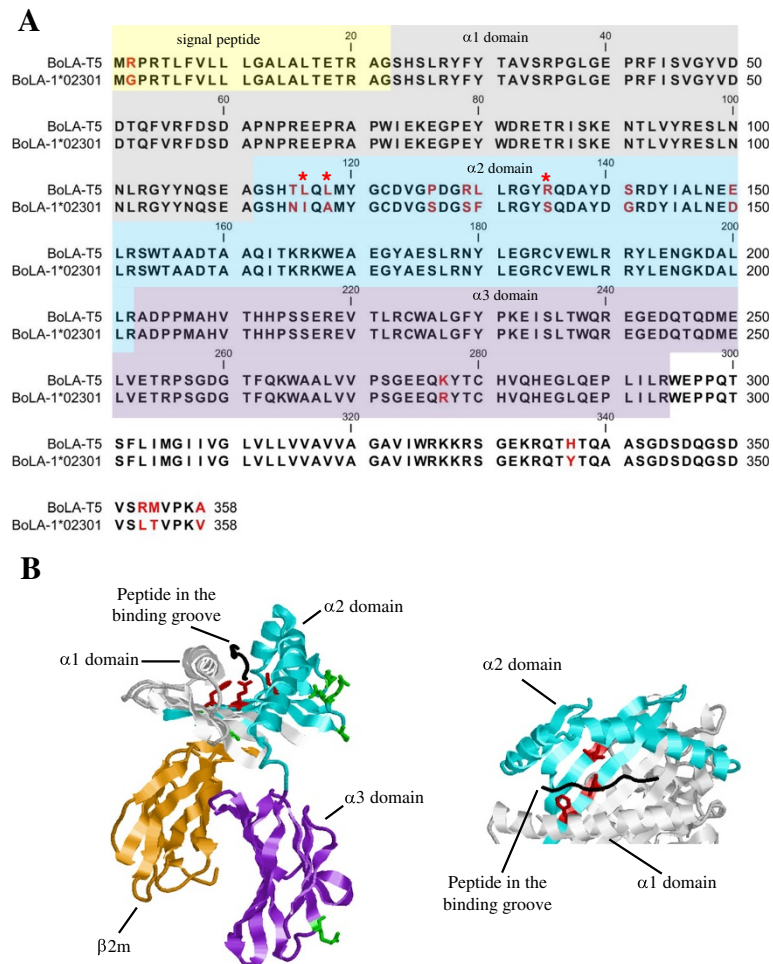 A
signal peptide 20 α1 domain 40
BoLA-T5 MRPRTLFVLL LGALALTETR AGSHSLRYFY TAVSRPGLGE PRFISVGYVD 50
BoLA-1*02301 MGPRTLFVLL LGALALTETR AGSHSLRYFY TAVSRPGLGE PRFISVGYVD 50
60 80 100
BoLA-T5 DTQFVRFDSD APNPREEPRA PWIEKEGPEY WDRETRISKE NTLVYRESLN 100
BoLA-1*02301 DTQFVRFDSD APNPREEPRA PWIEKEGPEY WDRETRISKE NTLVYRESLN 100
120 α2 domain 140
* * *
BoLA-T5 NLRGYYNQSE AGSHTLQLMY GCDVGPDGRL LRGYRQDAYD SRDYIALNEE 150
BoLA-1*02301 NLRGYYNQSE AGSHNIQAMY GCDVGSDGSF LRGYSQDAYD GRDYIALNED 150
160 180 200
BoLA-T5 LRSWTAADTA AQITKRKWEA EGYAESLRNY LEGRCVEWLR RYLENGKDAL 200
BoLA-1*02301 LRSWTAADTA AQITKRKWEA EGYAESLRNY LEGRCVEWLR RYLENGKDAL 200
220 α3 domain 240
BoLA-T5 LRADPPMAHV THHPSSEREV TLRCWALGFY PKEISLTWQR EGEDQTQDME 250
BoLA-1*02301 LRADPPMAHV THHPSSEREV TLRCWALGFY PKEISLTWQR EGEDQTQDME 250
260 280 300
BoLA-T5 LVETRPSGDG TFQKWAALVV PSGEEQKYTC HVQHEGLQEP LILRWEPPQT 300
BoLA-1*02301 LVETRPSGDG TFQKWAALVV PSGEEQRYTC HVQHEGLQEP LILRWEPPQT 300
320 340
BoLA-T5 SFLIMGIIVG LVLLVVAVVA GAVIWRKKRS GEKRQTHTQA ASGDSDQGSD 350
BoLA-1*02301 SFLIMGIIVG LVLLVVAVVA GAVIWRKKRS GEKRQTYTQA ASGDSDQGSD 350
BoLA-T5 VSRMVPKA 358
BoLA-1*02301 VSLTVPKV 358
B
Peptide in the
binding groove
α2 domain
α1 domain
α3 domain
β2m
α2 domain
Peptide in the
binding groove
α1 domain